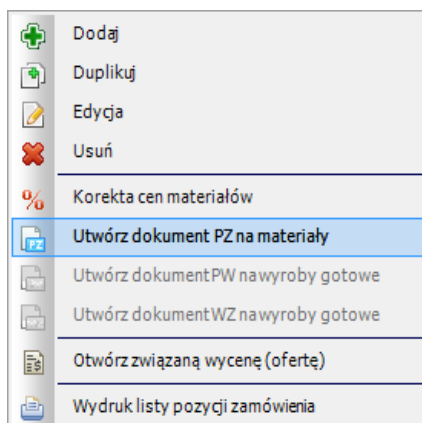 Dodaj
Duplikuj
Edycja
Usuń
% Korekta cen materiałów
PZ Utwórz dokument PZ na materiały
Utwórz dokument PW na wyroby gotowe
Utwórz dokument WZ na wyroby gotowe
Otwórz związaną wycenę (ofertę)
Wydruk listy pozycji zamówienia